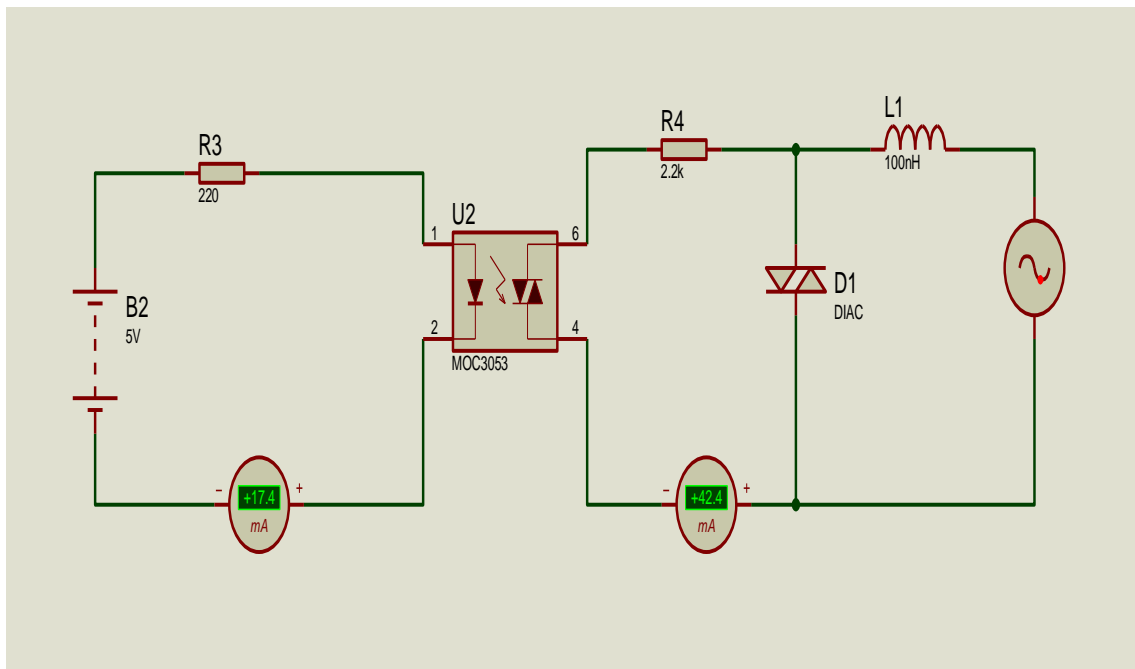 L1
100nH
R4
2.2k
R3
220
U2
1
6
2
4
MOC3053
B2
5V
D1
DIAC
- +17.4 +
mA
- +42.4 +
mA